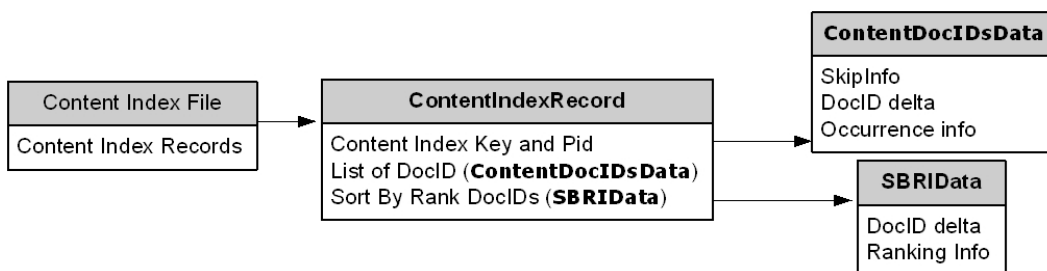 Content Index File
Content Index Records
ContentIndexRecord
Content Index Key and Pid
List of DocID (ContentDocIDsData)
Sort By Rank DocIDs (SBRIData)
ContentDocIDsData
SkipInfo
DocID delta
Occurrence info
SBRIData
DocID delta
Ranking Info